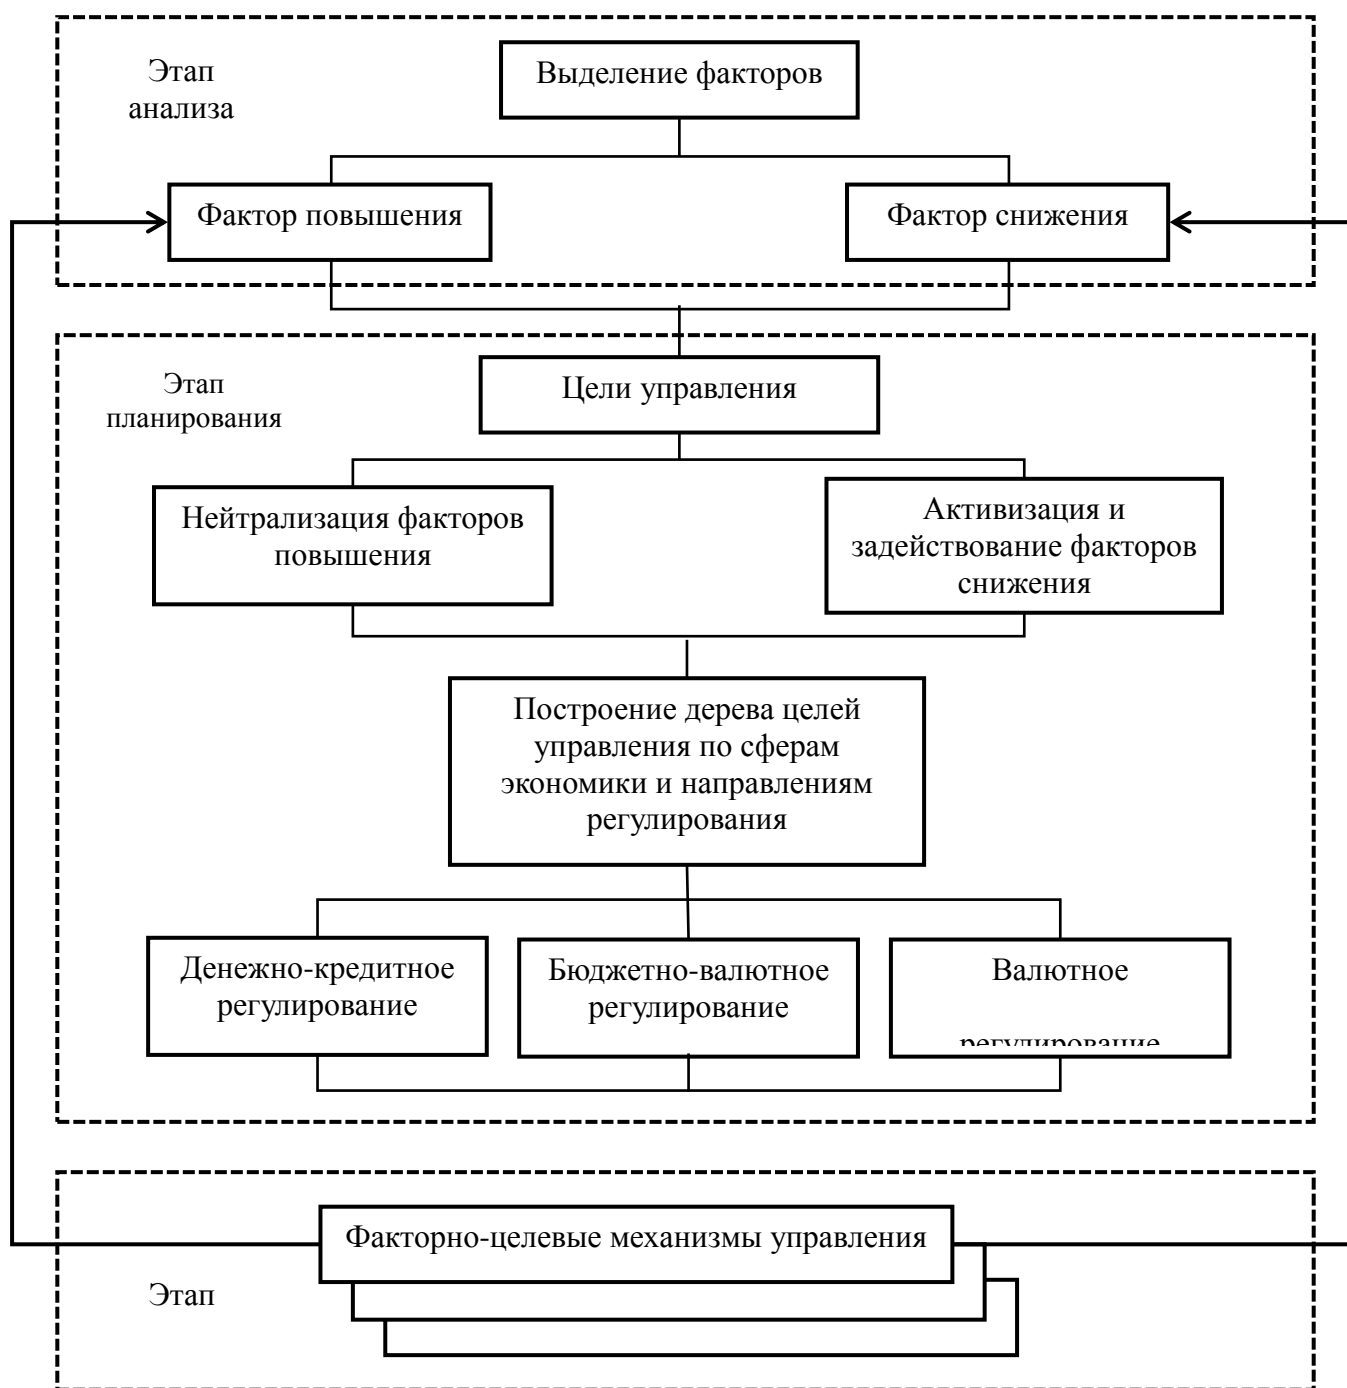 Этап
анализа
Выделение факторов
Фактор повышения
Фактор снижения
Этап
планирования
Цели управления
Нейтрализация факторов
повышения
Активизация и
задействование факторов
снижения
Построение дерева целей
управления по сферам
экономики и направлениям
регулирования
Денежно-кредитное
регулирование
Бюджетно-валютное
регулирование
Валютное
регулирование
Факторно-целевые механизмы управления
Этап